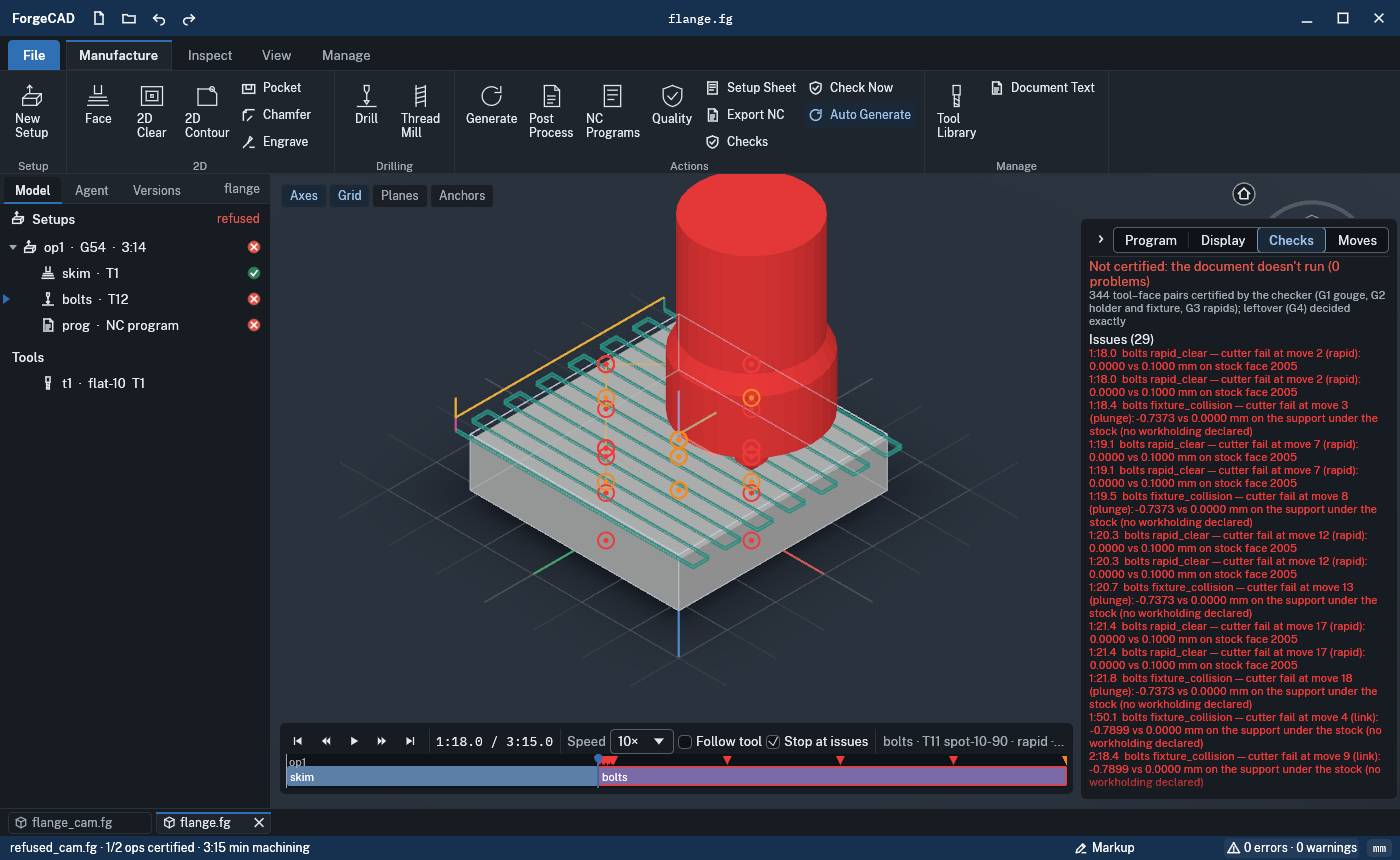 ForgeCAD
flange.fg
File Manufacture Inspect View Manage
New Setup
Face
2D Clear
2D Contour
Pocket
Chamfer
Engrave
Drill
Thread Mill
Generate
Post Process
NC Programs
Quality
Setup Sheet
Export NC
Checks
Check Now
Auto Generate
Tool Library
Document Text
Setup 2D Drilling Actions Manage
Model Agent Versions flange
Setups refused
op1 · G54 · 3:14
skim · T1
bolts · T12
prog · NC program
Tools
t1 · flat-10 T1
Axes Grid Planes Anchors
Program Display Checks Moves
Not certified: the document doesn't run (0
problems)
344 tool-face pairs certified by the checker (G1 gouge, G2
holder and fixture, G3 rapids); leftover (G4) decided
exactly
Issues (29)
1:18.0 bolts rapid_clear — cutter fail at move 2 (rapid):
0.0000 vs 0.1000 mm on stock face 2005
1:18.0 bolts rapid_clear — cutter fail at move 2 (rapid):
0.0000 vs 0.1000 mm on stock face 2005
1:18.4 bolts fixture_collision — cutter fail at move 3
(plunge): -0.7373 vs 0.0000 mm on the support under the
stock (no workholding declared)
1:19.1 bolts rapid_clear — cutter fail at move 7 (rapid):
0.0000 vs 0.1000 mm on stock face 2005
1:19.1 bolts rapid_clear — cutter fail at move 7 (rapid):
0.0000 vs 0.1000 mm on stock face 2005
1:19.5 bolts fixture_collision — cutter fail at move 8
(plunge): -0.7373 vs 0.0000 mm on the support under the
stock (no workholding declared)
1:20.3 bolts rapid_clear — cutter fail at move 12 (rapid):
0.0000 vs 0.1000 mm on stock face 2005
1:20.3 bolts rapid_clear — cutter fail at move 12 (rapid):
0.0000 vs 0.1000 mm on stock face 2005
1:20.7 bolts fixture_collision — cutter fail at move 13
(plunge): -0.7373 vs 0.0000 mm on the support under the
stock (no workholding declared)
1:21.4 bolts rapid_clear — cutter fail at move 17 (rapid):
0.0000 vs 0.1000 mm on stock face 2005
1:21.4 bolts rapid_clear — cutter fail at move 17 (rapid):
0.0000 vs 0.1000 mm on stock face 2005
1:21.8 bolts fixture_collision — cutter fail at move 18
(plunge): -0.7373 vs 0.0000 mm on the support under the
stock (no workholding declared)
1:50.1 bolts fixture_collision — cutter fail at move 4 (link):
-0.7899 vs 0.0000 mm on the support under the stock (no
workholding declared)
2:18.4 bolts fixture_collision — cutter fail at move 9 (link):
-0.7899 vs 0.0000 mm on the support under the stock (no
workholding declared)
1:18.0 / 3:15.0 Speed 10× Follow tool Stop at issues bolts · T11 spot-10-90 · rapid ·...
op1
skim bolts
flange_cam.fg flange.fg
refused_cam.fg · 1/2 ops certified · 3:15 min machining Markup 0 errors · 0 warnings mm